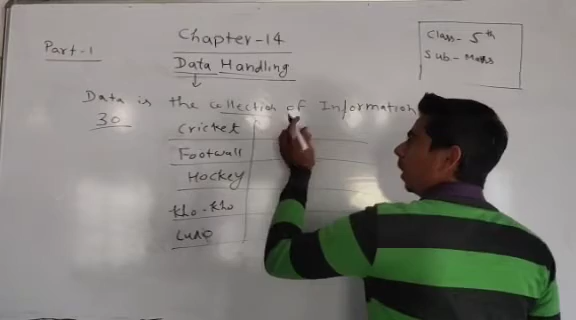 Part-1
Chapter-14
Data Handling
Class- 5th
Sub- Maths
Data is the collection of Information
30
Cricket
Footwall
Hockey
Kho-Kho
Ludo